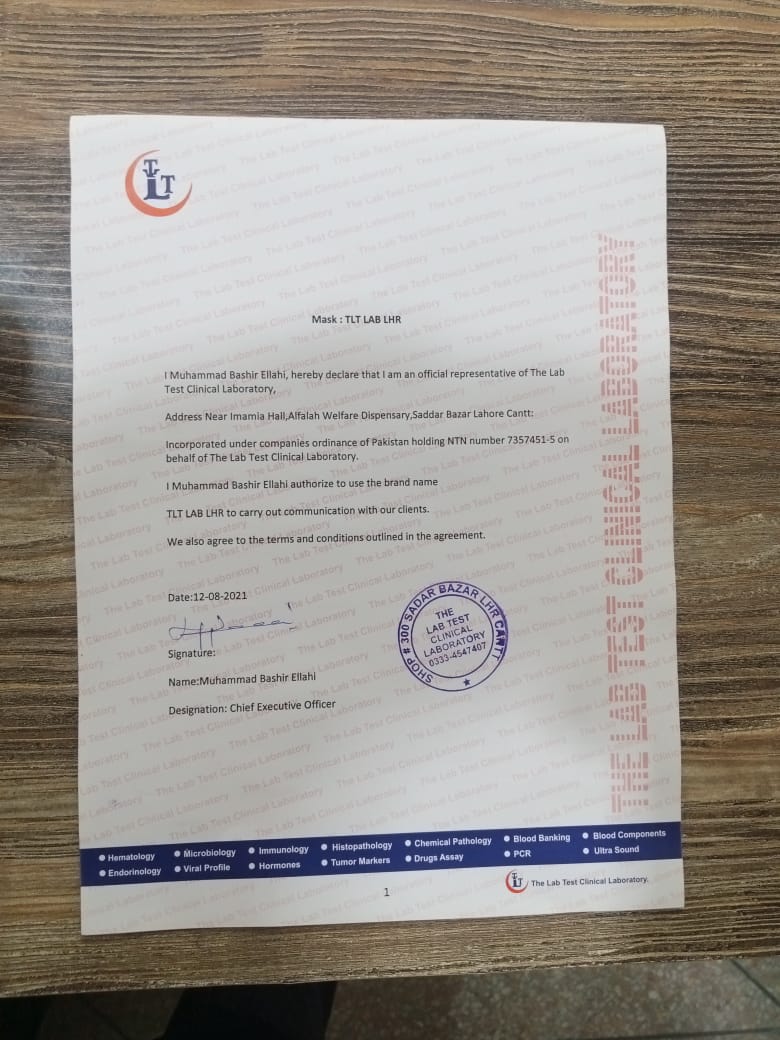 TLT
Mask : TLT LAB LHR
I Muhammad Bashir Ellahi, hereby declare that I am an official representative of The Lab
Test Clinical Laboratory,
Address Near Imamia Hall,Alfalah Welfare Dispensary,Saddar Bazar Lahore Cantt:
Incorporated under companies ordinance of Pakistan holding NTN number 7357451-5 on
behalf of The Lab Test Clinical Laboratory.
I Muhammad Bashir Ellahi authorize to use the brand name
TLT LAB LHR to carry out communication with our clients.
We also agree to the terms and conditions outlined in the agreement.
Date:12-08-2021
Signature:
Name:Muhammad Bashir Ellahi
Designation: Chief Executive Officer
SHOP # 300 SADAR BAZAR LHR CANTT
THE
LAB TEST
CLINICAL
LABORATORY
0333-4547407
THE LAB TEST CLINICAL LABORATORY
Hematology Microbiology Immunology Histopathology Chemical Pathology Blood Banking Blood Components
Endorinology Viral Profile Hormones Tumor Markers Drugs Assay PCR Ultra Sound
TLT The Lab Test Clinical Laboratory.
1